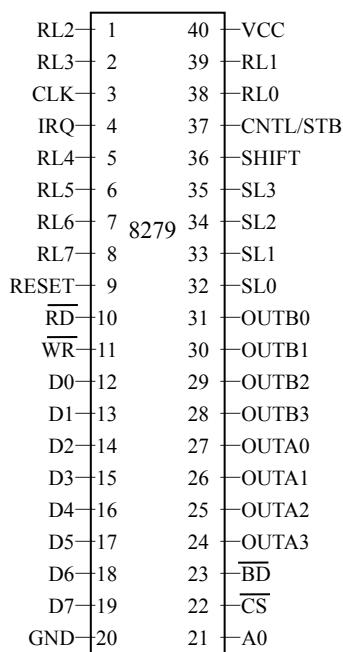 RL2 1 40 VCC
RL3 2 39 RL1
CLK 3 38 RL0
IRQ 4 37 CNTL/STB
RL4 5 36 SHIFT
RL5 6 35 SL3
RL6 7 34 SL2
8279
RL7 8 33 SL1
RESET 9 32 SL0
R̅D̅ 10 31 OUTB0
W̅R̅ 11 30 OUTB1
D0 12 29 OUTB2
D1 13 28 OUTB3
D2 14 27 OUTA0
D3 15 26 OUTA1
D4 16 25 OUTA2
D5 17 24 OUTA3
D6 18 23 B̅D̅
D7 19 22 C̅S̅
GND 20 21 A0